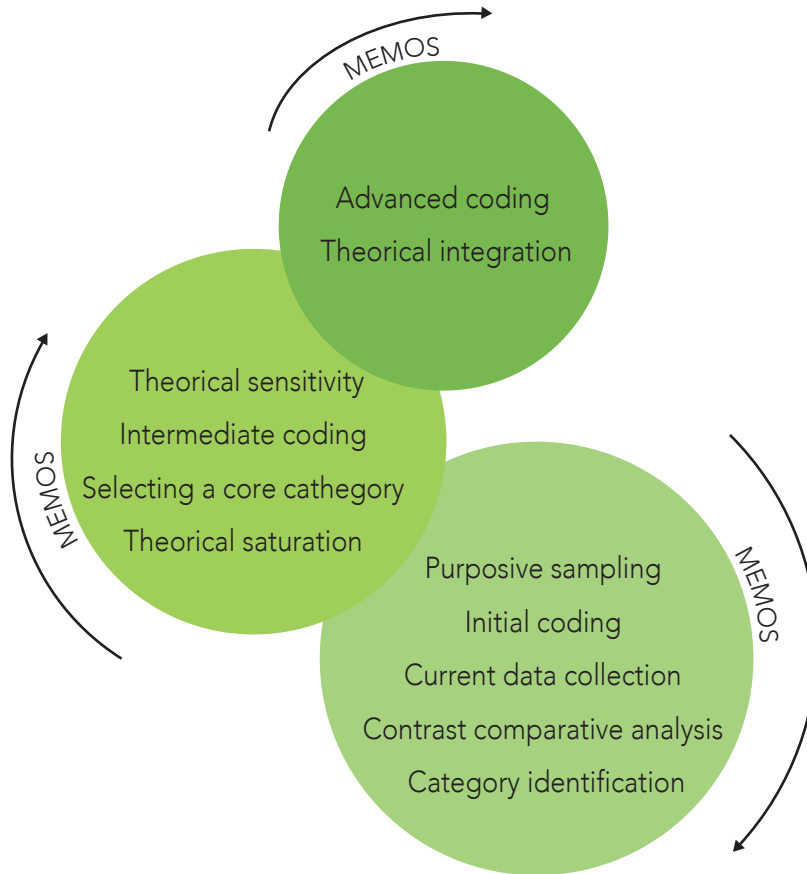 MEMOS
Advanced coding
Theorical integration
MEMOS
Theorical sensitivity
Intermediate coding
Selecting a core cathegory
Theorical saturation
MEMOS
Purposive sampling
Initial coding
Current data collection
Contrast comparative analysis
Category identification